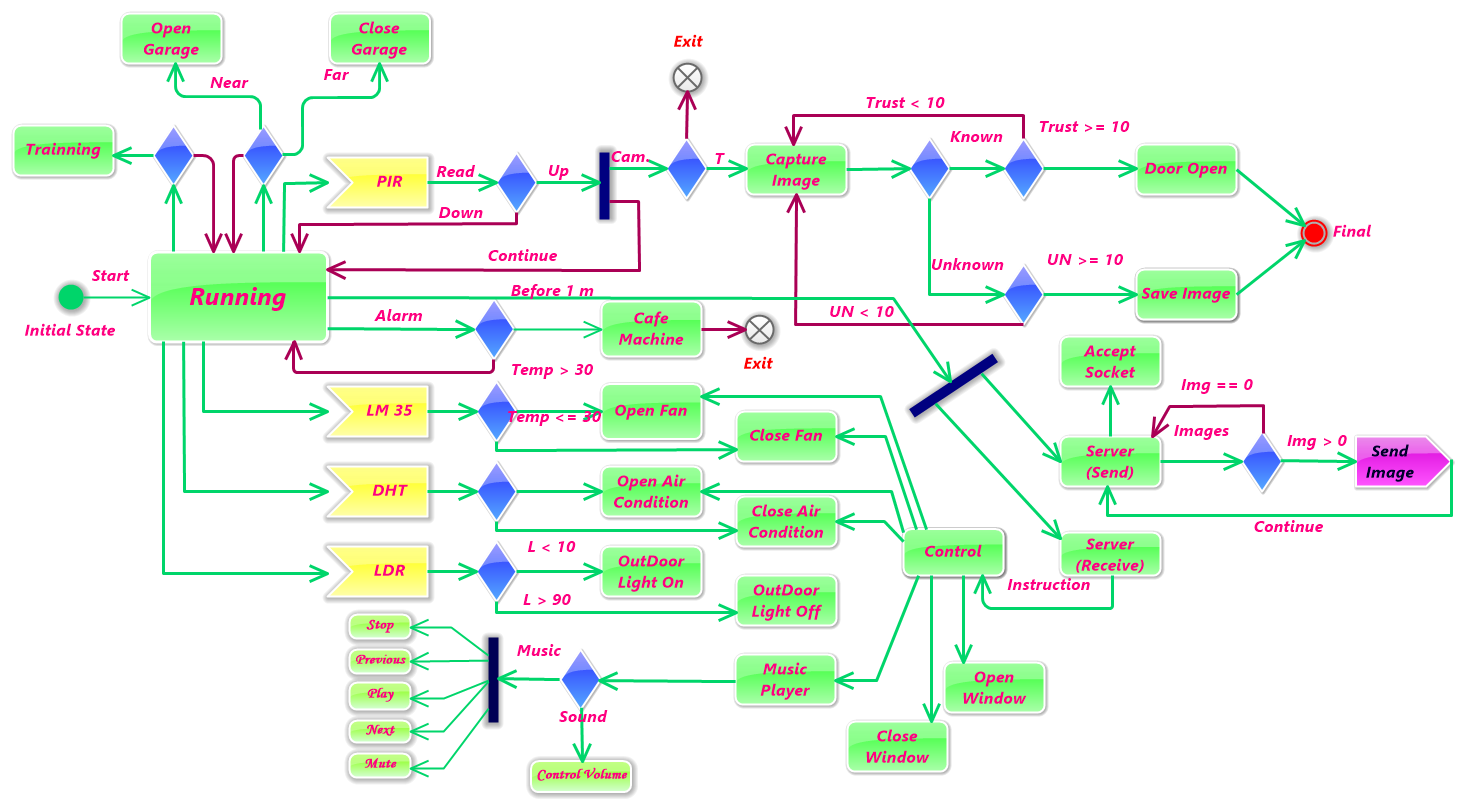 Open
Garage
Close
Garage
Near
Far
Exit
Trust < 10
Trainning
PIR
Read
Up
Down
Cam.
T
Capture
Image
Known
Trust >= 10
Door Open
Final
Continue
Unknown
UN >= 10
Save Image
UN < 10
Start
Initial State
Running
Before 1 m
Alarm
Cafe
Machine
Exit
Temp > 30
LM 35
Temp <= 30
Open Fan
Close Fan
Accept
Socket
Img == 0
Images
Img > 0
Server
(Send)
Send
Image
Continue
DHT
Open Air
Condition
Close Air
Condition
Control
Server
(Receive)
Instruction
LDR
L < 10
OutDoor
Light On
L > 90
OutDoor
Light Off
Stop
Previous
Play
Next
Mute
Music
Sound
Control Volume
Music
Player
Open
Window
Close
Window